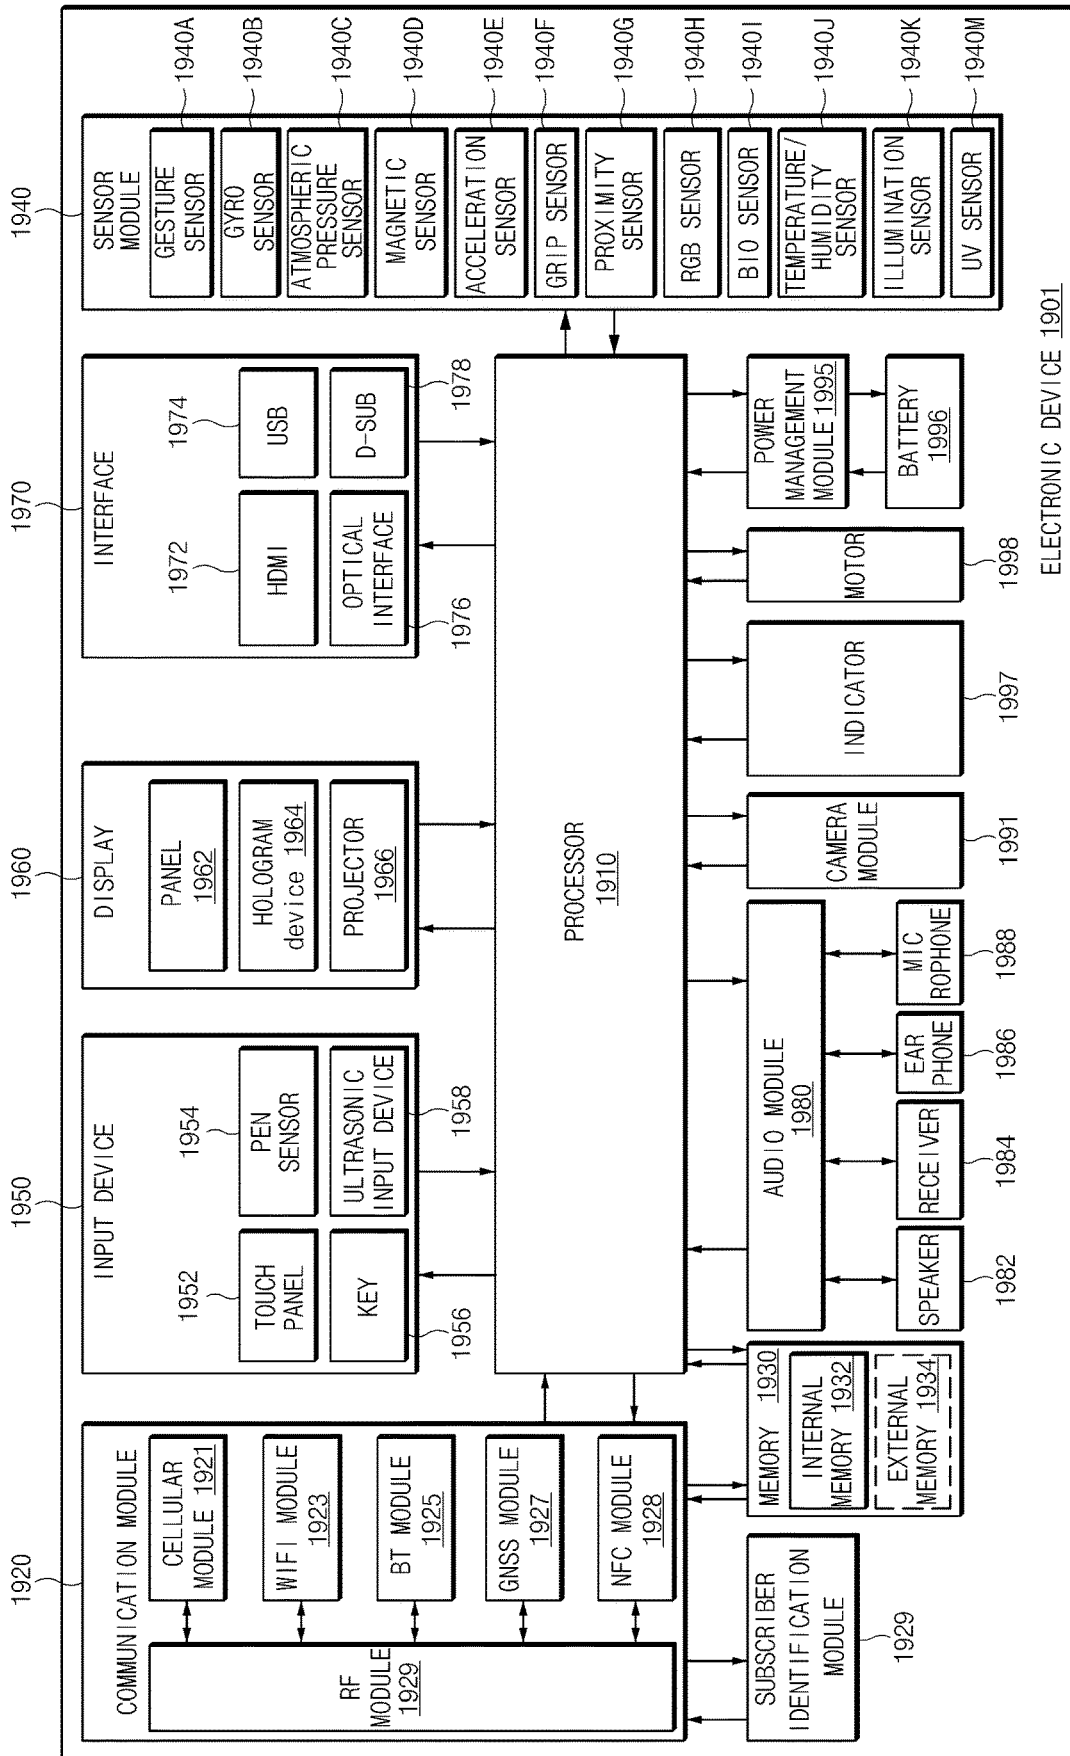 1920
COMMUNICATION MODULE
RF
MODULE
1929
CELLULAR
MODULE 1921
WIFI MODULE
1923
BT MODULE
1925
GNSS MODULE
1927
NFC MODULE
1928
SUBSCRIBER
IDENTIFICATION
MODULE
1929
1950
INPUT DEVICE
1952
TOUCH
PANEL
1954
PEN
SENSOR
KEY
1956
ULTRASONIC
INPUT DEVICE
1958
1960
DISPLAY
PANEL
1962
HOLOGRAM
device 1964
PROJECTOR
1966
1970
INTERFACE
1972
HDMI
1974
USB
OPTICAL
INTERFACE
1976
D-SUB
1978
1940
SENSOR
MODULE
GESTURE
SENSOR
1940A
GYRO
SENSOR
1940B
ATMOSPHERIC
PRESSURE
SENSOR
1940C
MAGNETIC
SENSOR
1940D
ACCELERATION
SENSOR
1940E
GRIP SENSOR
1940F
PROXIMITY
SENSOR
1940G
RGB SENSOR
1940H
BIO SENSOR
1940I
TEMPERATURE/
HUMIDITY
SENSOR
1940J
ILLUMINATION
SENSOR
1940K
UV SENSOR
1940M
PROCESSOR
1910
MEMORY 1930
INTERNAL
MEMORY 1932
EXTERNAL
MEMORY 1934
AUDIO MODULE
1980
SPEAKER
1982
RECEIVER
1984
EAR
PHONE
1986
MIC
ROPHONE
1988
CAMERA
MODULE
1991
INDICATOR
1997
MOTOR
1998
POWER
MANAGEMENT
MODULE 1995
BATTERY
1996
ELECTRONIC DEVICE 1901